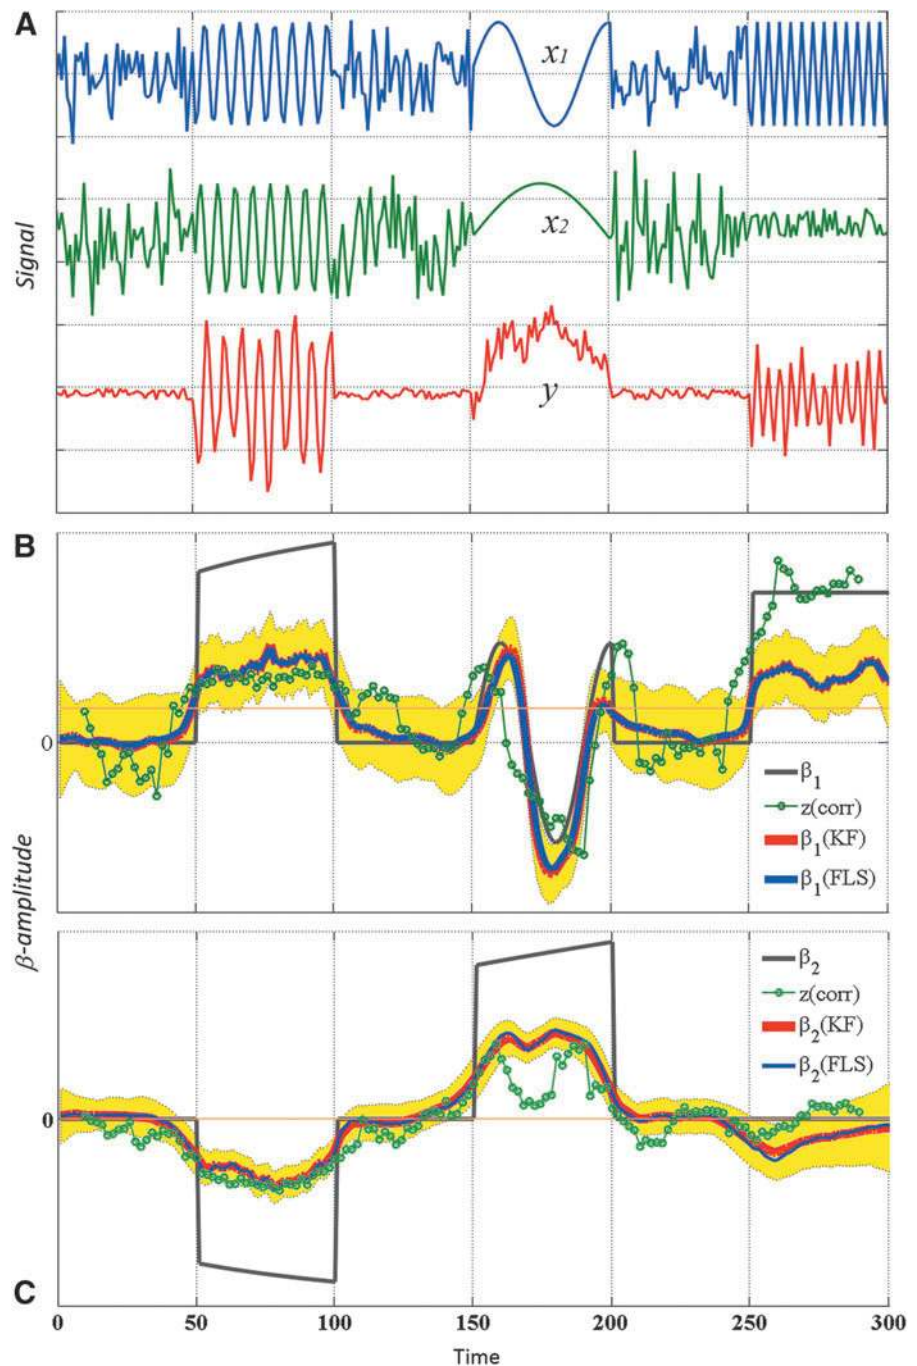 A
x1
x2
y
Signal
B
0
β1
z(corr)
β1(KF)
β1(FLS)
β-amplitude
β2
z(corr)
β2(KF)
β2(FLS)
0
C
0 50 100 150 200 250 300
Time